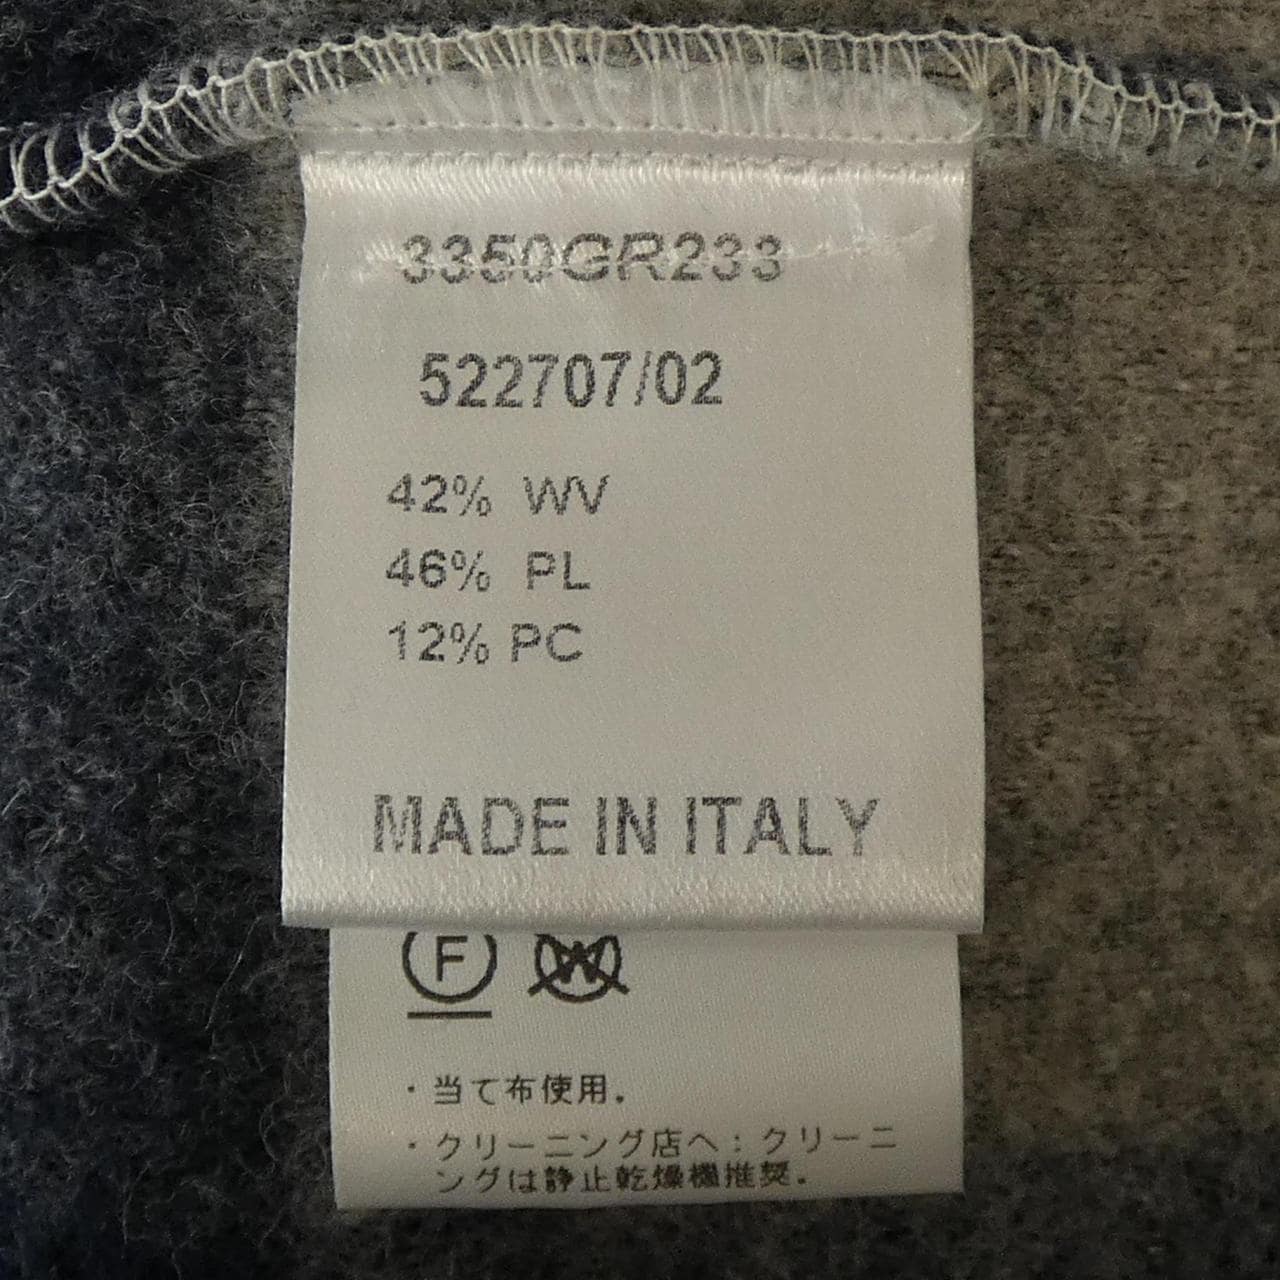 3350GR233
522707/02
42% WV
46% PL
12% PC
MADE IN ITALY
F W
・当て布使用.
・クリーニング店へ: クリーニ
ングは静止乾燥機推奨.